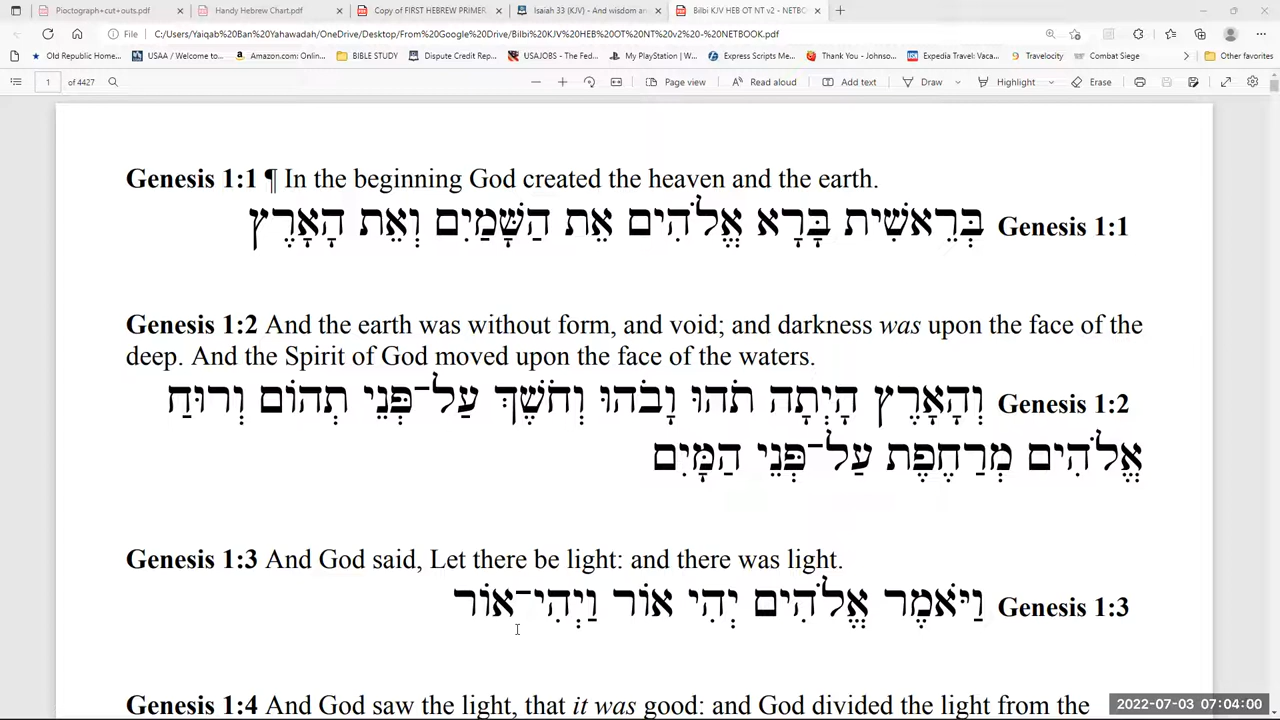 Pioctograph+cut+outs.pdf
Handy Hebrew Chart.pdf
Copy of FIRST HEBREW PRIMER
Isaiah 33 (KJV) - And wisdom an
Bilbi KJV HEB OT NT v2 - NETBO
File C:/Users/Yaiqab%20Ban%20Yahawadah/OneDrive/Desktop/From%20Google%20Drive/Bilbi%20KJV%20HEB%20OT%20NT%20v2%20-%20NETBOOK.pdf
Old Republic Home... USAA / Welcome to... Amazon.com: Onlin... BIBLE STUDY Dispute Credit Rep... USAJOBS - The Fed... My PlayStation | W... Express Scripts Me... Thank You - Johnso... Expedia Travel: Vaca... Travelocity Combat Siege Other favorites
1 of 4427 Page view Read aloud Add text Draw Highlight Erase
Genesis 1:1 ¶ In the beginning God created the heaven and the earth.
Genesis 1:1 בְּרֵאשִׁית בָּרָא אֱלֹהִים אֵת הַשָּׁמַיִם וְאֵת הָאָרֶץ
Genesis 1:2 And the earth was without form, and void; and darkness was upon the face of the
deep. And the Spirit of God moved upon the face of the waters.
Genesis 1:2 וְהָאָרֶץ הָיְתָה תֹהוּ וָבֹהוּ וְחֹשֶׁךְ עַל־פְּנֵי תְהוֹם וְרוּחַ
אֱלֹהִים מְרַחֶפֶת עַל־פְּנֵי הַמָּיִם
Genesis 1:3 And God said, Let there be light: and there was light.
Genesis 1:3 וַיֹּאמֶר אֱלֹהִים יְהִי אוֹר וַיְהִי־אוֹר
Genesis 1:4 And God saw the light, that it was good: and God divided the light from the
2022-07-03 07:04:00